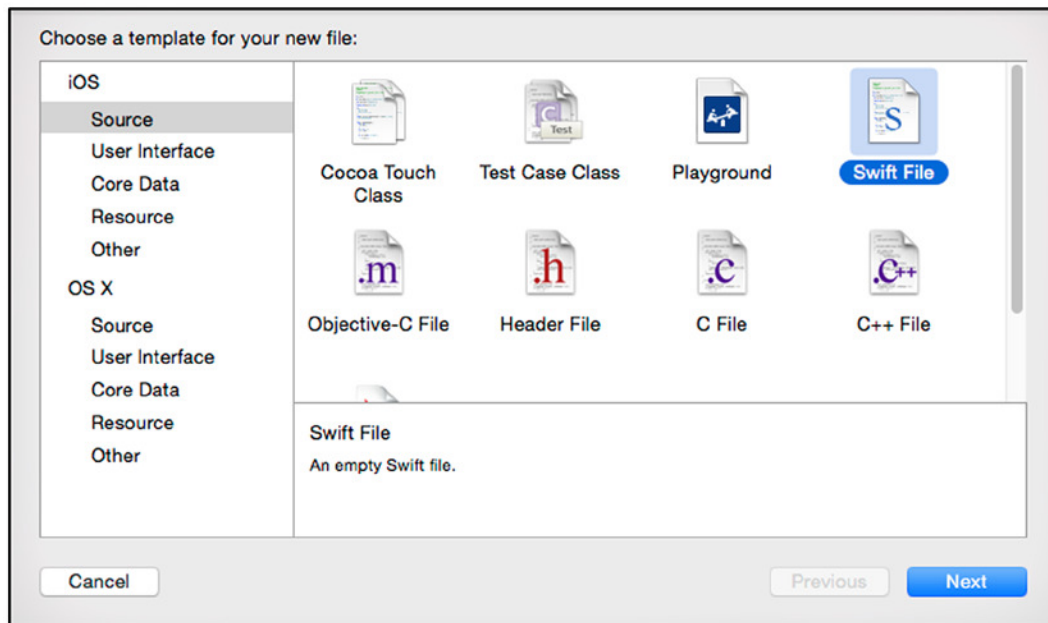 Choose a template for your new file:
iOS
Source
User Interface
Core Data
Resource
Other
OS X
Source
User Interface
Core Data
Resource
Other
C
Test
S
Cocoa Touch
Class
Test Case Class
Playground
Swift File
.m
.h
.c
.C++
Objective-C File
Header File
C File
C++ File
Swift File
An empty Swift file.
Cancel
Previous
Next